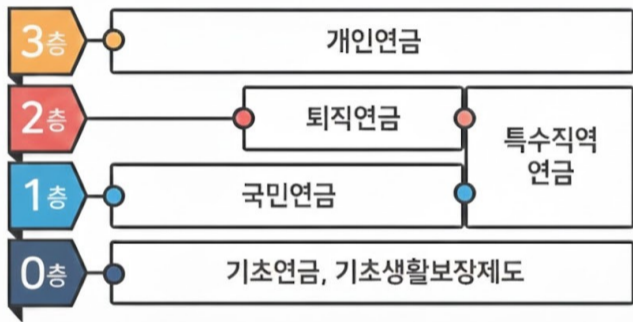 3층
개인연금
2층
퇴직연금
특수직역
연금
1층
국민연금
0층
기초연금, 기초생활보장제도